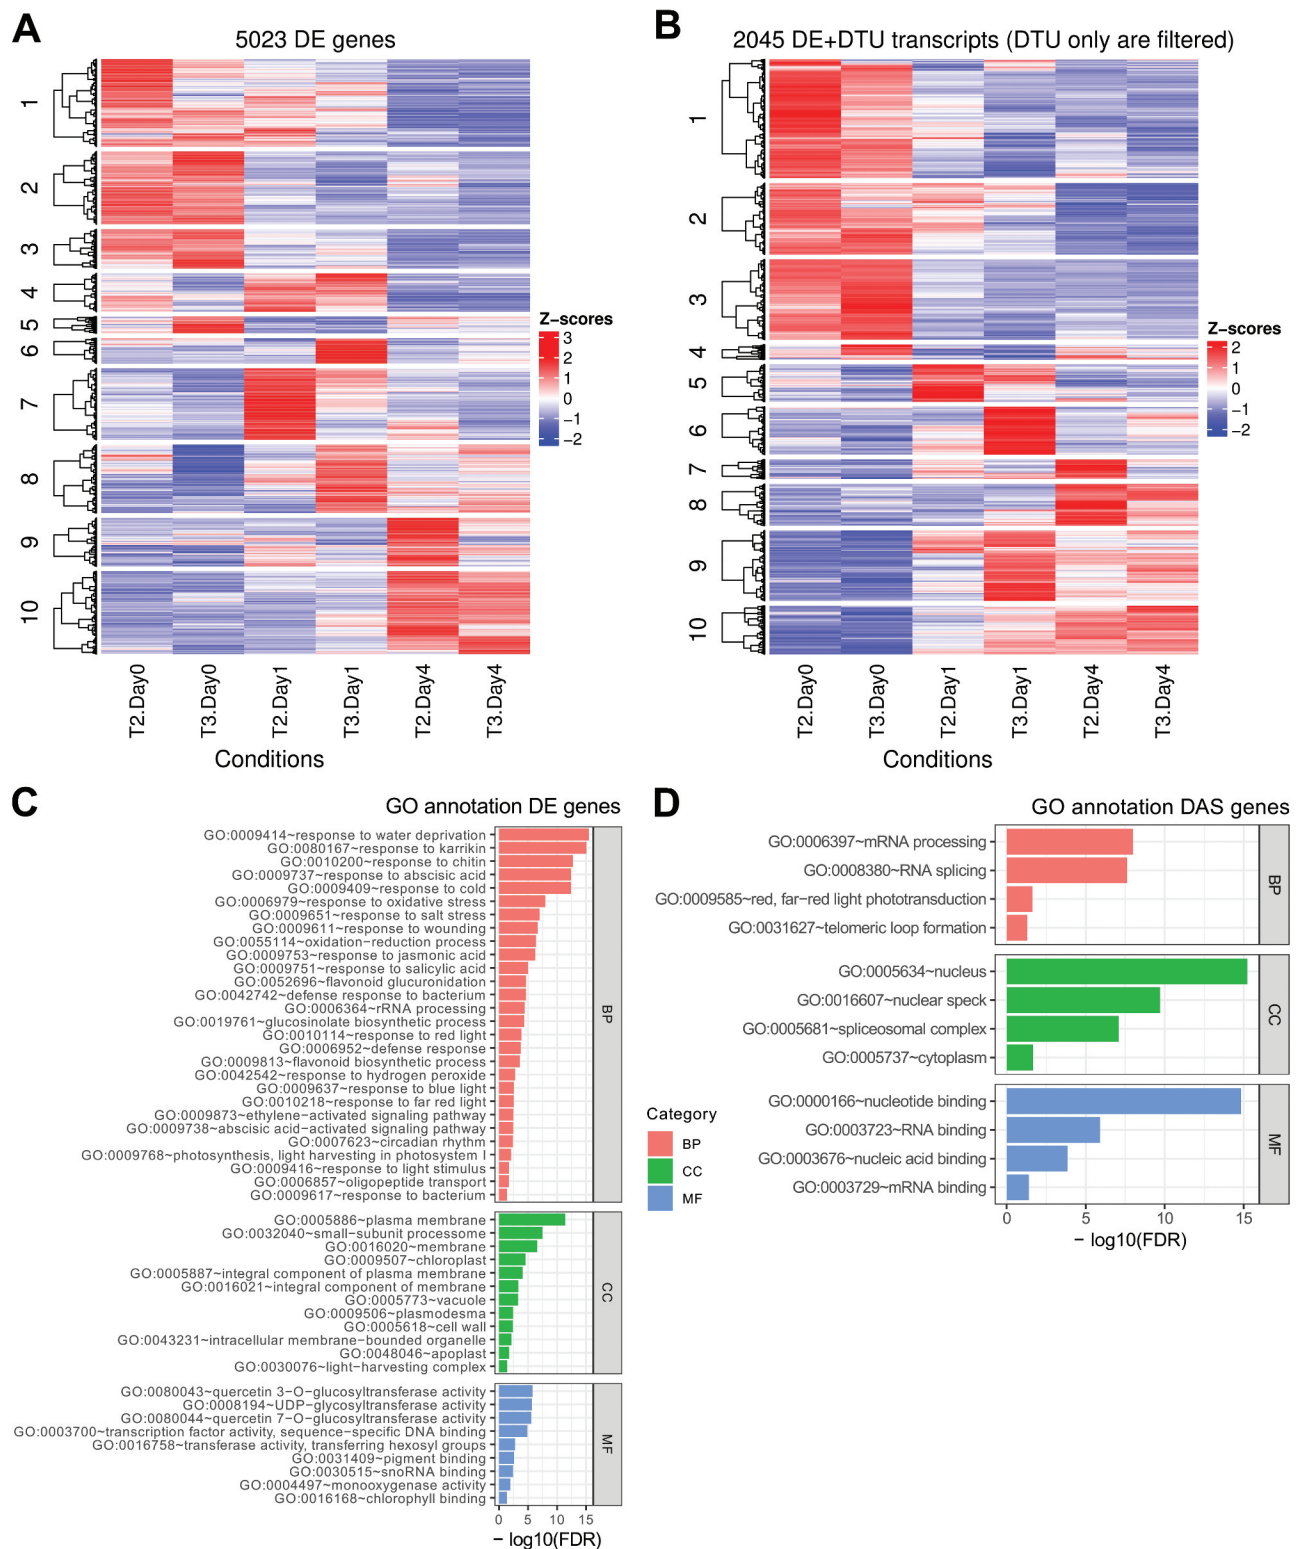 A
5023 DE genes
1
2
3
4
5
6
7
8
9
10
Z-scores
3
2
1
0
−1
−2
T2.Day0
T3.Day0
T2.Day1
T3.Day1
T2.Day4
T3.Day4
Conditions
B
2045 DE+DTU transcripts (DTU only are filtered)
1
2
3
4
5
6
7
8
9
10
Z-scores
2
1
0
−1
−2
T2.Day0
T3.Day0
T2.Day1
T3.Day1
T2.Day4
T3.Day4
Conditions
C
GO annotation DE genes
GO:0009414~response to water deprivation
GO:0080167~response to karrikin
GO:0010200~response to chitin
GO:0009737~response to abscisic acid
GO:0009409~response to cold
GO:0006979~response to oxidative stress
GO:0009651~response to salt stress
GO:0009611~response to wounding
GO:0055114~oxidation−reduction process
GO:0009753~response to jasmonic acid
GO:0009751~response to salicylic acid
GO:0052696~flavonoid glucuronidation
GO:0042742~defense response to bacterium
GO:0006364~rRNA processing
GO:0019761~glucosinolate biosynthetic process
GO:0010114~response to red light
GO:0006952~defense response
GO:0009813~flavonoid biosynthetic process
GO:0042542~response to hydrogen peroxide
GO:0009637~response to blue light
GO:0010218~response to far red light
GO:0009873~ethylene−activated signaling pathway
GO:0009738~abscisic acid−activated signaling pathway
GO:0007623~circadian rhythm
GO:0009768~photosynthesis, light harvesting in photosystem I
GO:0009416~response to light stimulus
GO:0006857~oligopeptide transport
GO:0009617~response to bacterium
BP
GO:0005886~plasma membrane
GO:0032040~small−subunit processome
GO:0016020~membrane
GO:0009507~chloroplast
GO:0005887~integral component of plasma membrane
GO:0016021~integral component of membrane
GO:0005773~vacuole
GO:0009506~plasmodesma
GO:0005618~cell wall
GO:0043231~intracellular membrane−bounded organelle
GO:0048046~apoplast
GO:0030076~light−harvesting complex
CC
GO:0080043~quercetin 3−O−glucosyltransferase activity
GO:0008194~UDP−glycosyltransferase activity
GO:0080044~quercetin 7−O−glucosyltransferase activity
GO:0003700~transcription factor activity, sequence−specific DNA binding
GO:0016758~transferase activity, transferring hexosyl groups
GO:0031409~pigment binding
GO:0030515~snoRNA binding
GO:0004497~monooxygenase activity
GO:0016168~chlorophyll binding
MF
0 5 10 15
− log10(FDR)
Category
BP
CC
MF
D
GO annotation DAS genes
GO:0006397~mRNA processing
GO:0008380~RNA splicing
GO:0009585~red, far−red light phototransduction
GO:0031627~telomeric loop formation
BP
GO:0005634~nucleus
GO:0016607~nuclear speck
GO:0005681~spliceosomal complex
GO:0005737~cytoplasm
CC
GO:0000166~nucleotide binding
GO:0003723~RNA binding
GO:0003676~nucleic acid binding
GO:0003729~mRNA binding
MF
0 5 10 15
− log10(FDR)